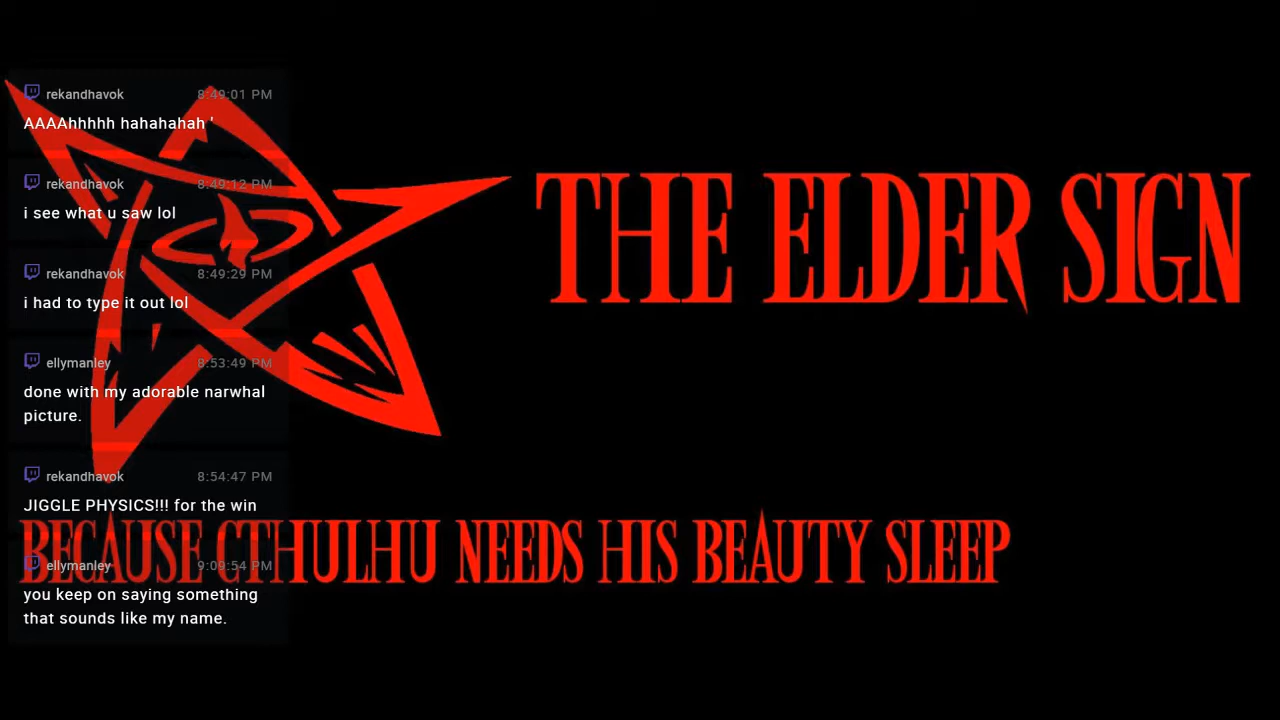 rekandhavok 8:49:01 PM
AAAAhhhhh hahahahah '
rekandhavok 8:49:12 PM
i see what u saw lol
rekandhavok 8:49:29 PM
i had to type it out lol
ellymanley 8:53:49 PM
done with my adorable narwhal
picture.
rekandhavok 8:54:47 PM
JIGGLE PHYSICS!!! for the win
ellymanley 9:09:54 PM
you keep on saying something
that sounds like my name.
THE ELDER SIGN
BECAUSE CTHULHU NEEDS HIS BEAUTY SLEEP